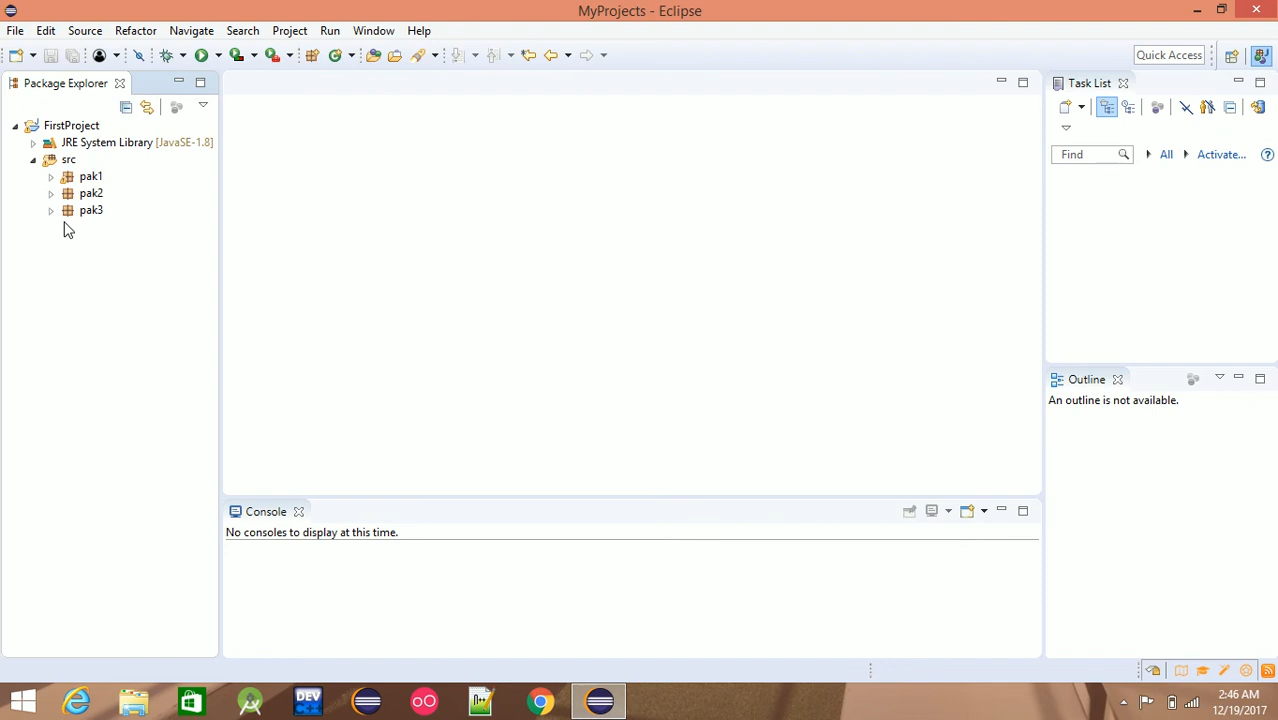 MyProjects - Eclipse
File Edit Source Refactor Navigate Search Project Run Window Help
Quick Access
Package Explorer
FirstProject
JRE System Library [JavaSE-1.8]
src
pak1
pak2
pak3
Task List
Find All Activate...
Outline
An outline is not available.
Console
No consoles to display at this time.
DEV
2:46 AM
12/19/2017